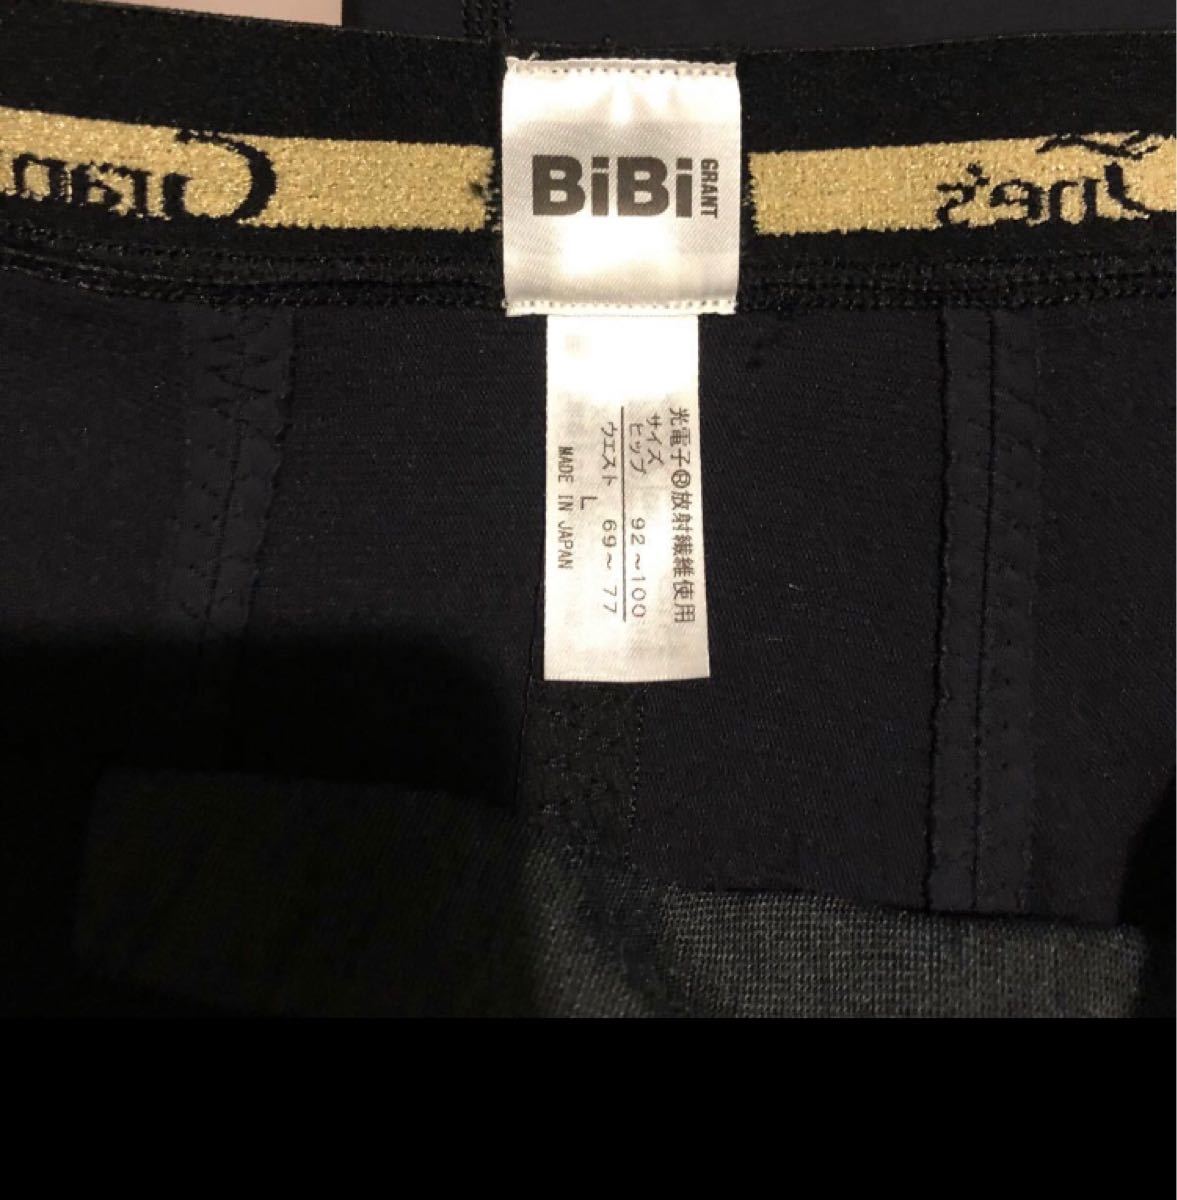 BiBi
GRANT
光電子®放射繊維使用
サイズ
ヒップ 92～100
ウエスト 69～ 77
L
MADE IN JAPAN